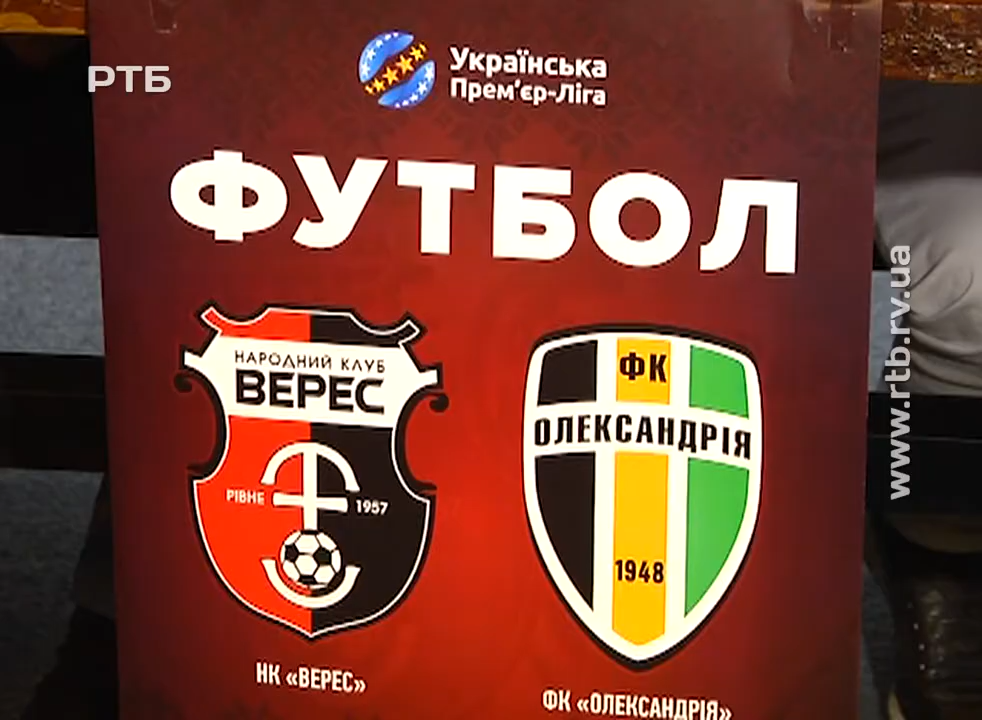 РТБ
Українська
Прем'єр-Ліга
ФУТБОЛ
НАРОДНИЙ КЛУБ
ВЕРЕС
РІВНЕ 1957
ФК
ОЛЕКСАНДРІЯ
1948
НК «ВЕРЕС»
ФК «ОЛЕКСАНДРІЯ»
www.rtb.rv.ua